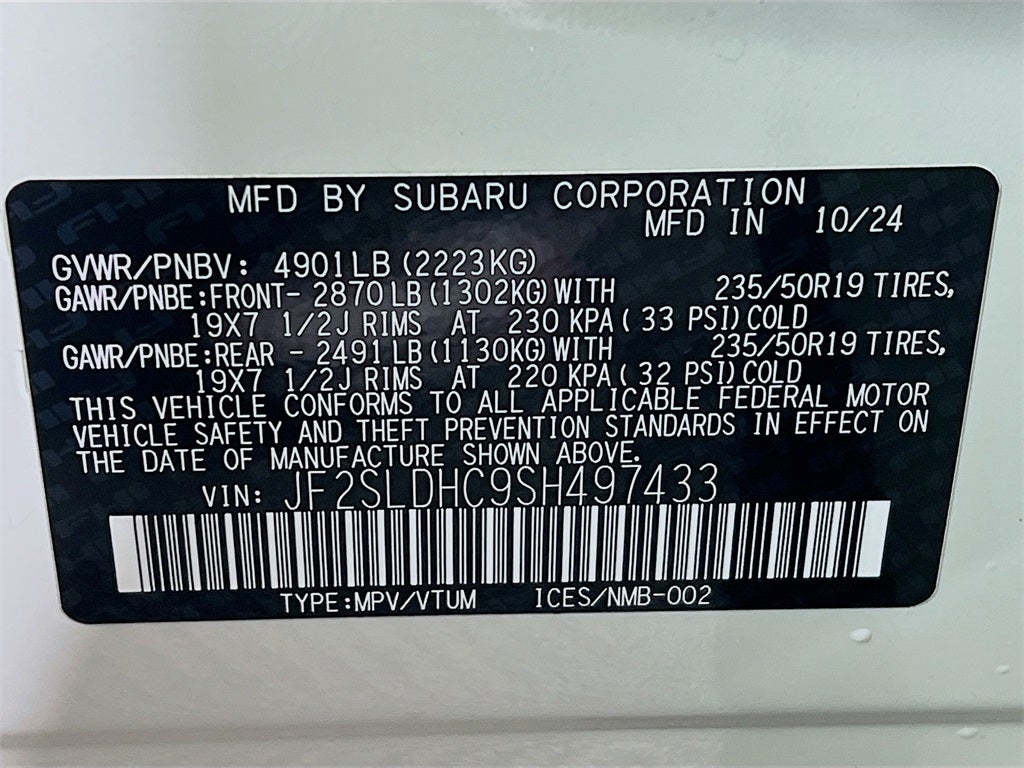 MFD BY SUBARU CORPORATION
MFD IN 10/24
GVWR/PNBV: 4901LB(2223KG)
GAWR/PNBE:FRONT- 2870LB(1302KG)WITH 235/50R19 TIRES,
19X7 1/2J RIMS AT 230 KPA( 33 PSI)COLD
GAWR/PNBE:REAR - 2491LB(1130KG)WITH 235/50R19 TIRES,
19X7 1/2J RIMS AT 220 KPA( 32 PSI)COLD
THIS VEHICLE CONFORMS TO ALL APPLICABLE FEDERAL MOTOR
VEHICLE SAFETY AND THEFT PREVENTION STANDARDS IN EFFECT ON
THE DATE OF MANUFACTURE SHOWN ABOVE.
VIN: JF2SLDHC9SH497433
TYPE:MPV/VTUM ICES/NMB-002